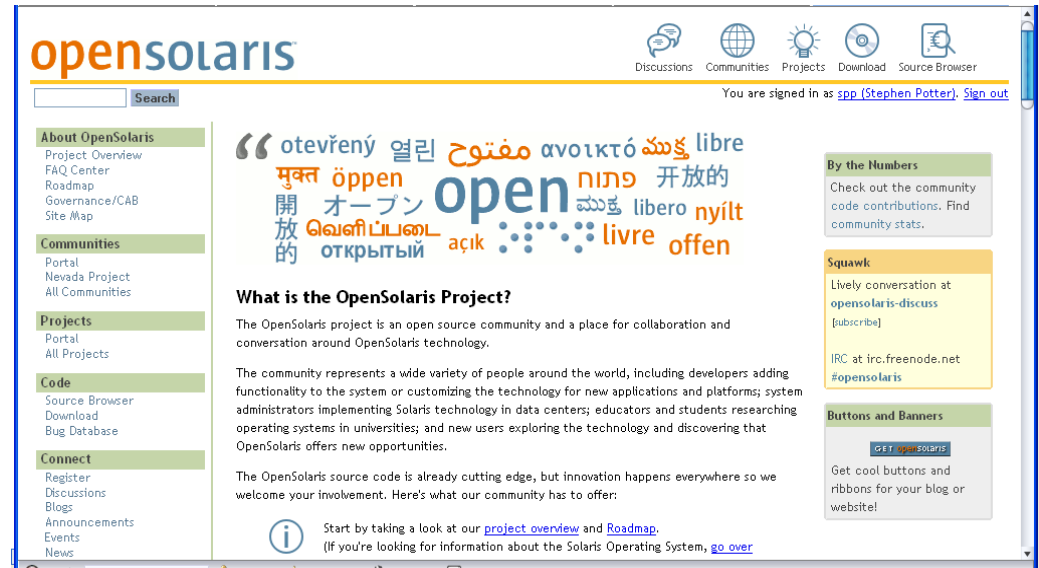 opensolaris
Discussions Communities Projects Download Source Browser
Search
You are signed in as spp (Stephen Potter). Sign out
About OpenSolaris
Project Overview
FAQ Center
Roadmap
Governance/CAB
Site Map
Communities
Portal
Nevada Project
All Communities
Projects
Portal
All Projects
Code
Source Browser
Download
Bug Database
Connect
Register
Discussions
Blogs
Announcements
Events
News
“ otevřený 열린 مفتوح ανοικτό ముక్త libre
मुक्त öppen open פתוח 开放的
開放的 オープン ಮುಕ್ತ libero nyílt
வெளிப்படை açık livre offen
открытый
What is the OpenSolaris Project?
The OpenSolaris project is an open source community and a place for collaboration and
conversation around OpenSolaris technology.
The community represents a wide variety of people around the world, including developers adding
functionality to the system or customizing the technology for new applications and platforms; system
administrators implementing Solaris technology in data centers; educators and students researching
operating systems in universities; and new users exploring the technology and discovering that
OpenSolaris offers new opportunities.
The OpenSolaris source code is already cutting edge, but innovation happens everywhere so we
welcome your involvement. Here's what our community has to offer:
Start by taking a look at our project overview and Roadmap.
(If you're looking for information about the Solaris Operating System, go over
By the Numbers
Check out the community
code contributions. Find
community stats.
Squawk
Lively conversation at
opensolaris-discuss
[subscribe]
IRC at irc.freenode.net
#opensolaris
Buttons and Banners
GET opensolaris
Get cool buttons and
ribbons for your blog or
website!